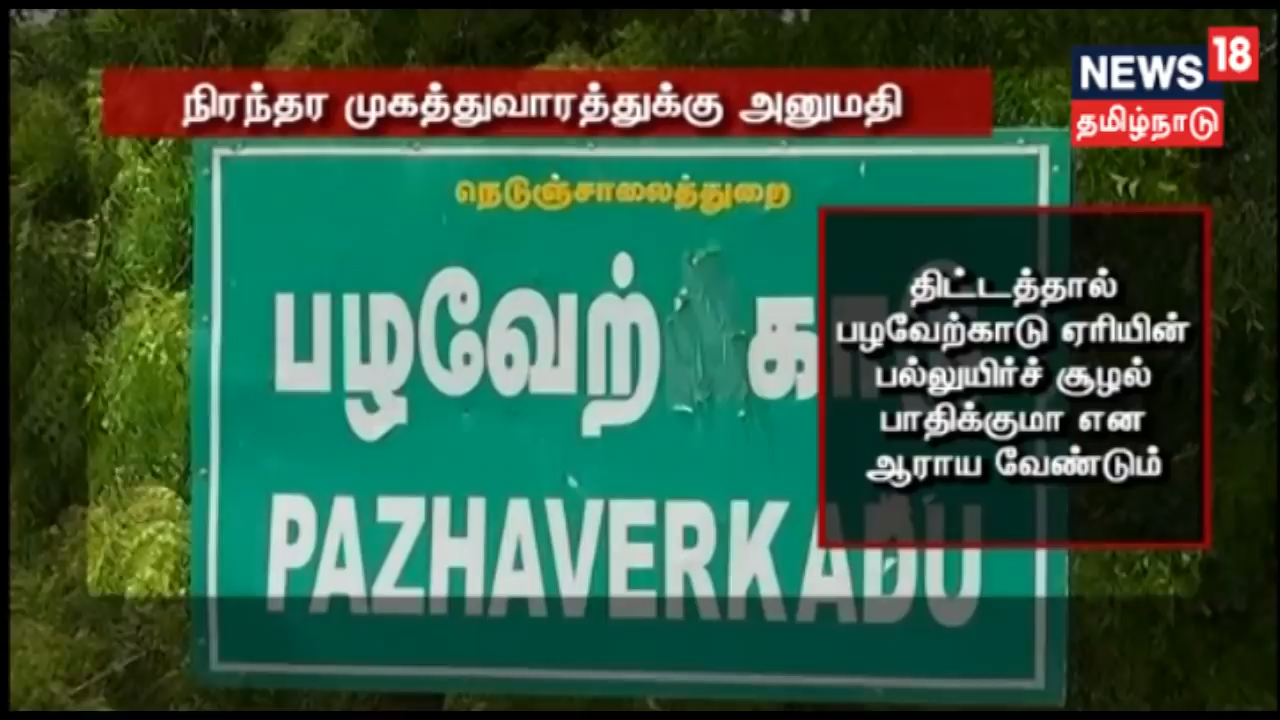 நிரந்தர முகத்துவாரத்துக்கு அனுமதி
NEWS 18
தமிழ்நாடு
நெடுஞ்சாலைத்துறை
பழவேற் காடு
PAZHAVERKADU
திட்டத்தால்
பழவேற்காடு ஏரியின்
பல்லுயிர்ச் சூழல்
பாதிக்குமா என
ஆராய வேண்டும்